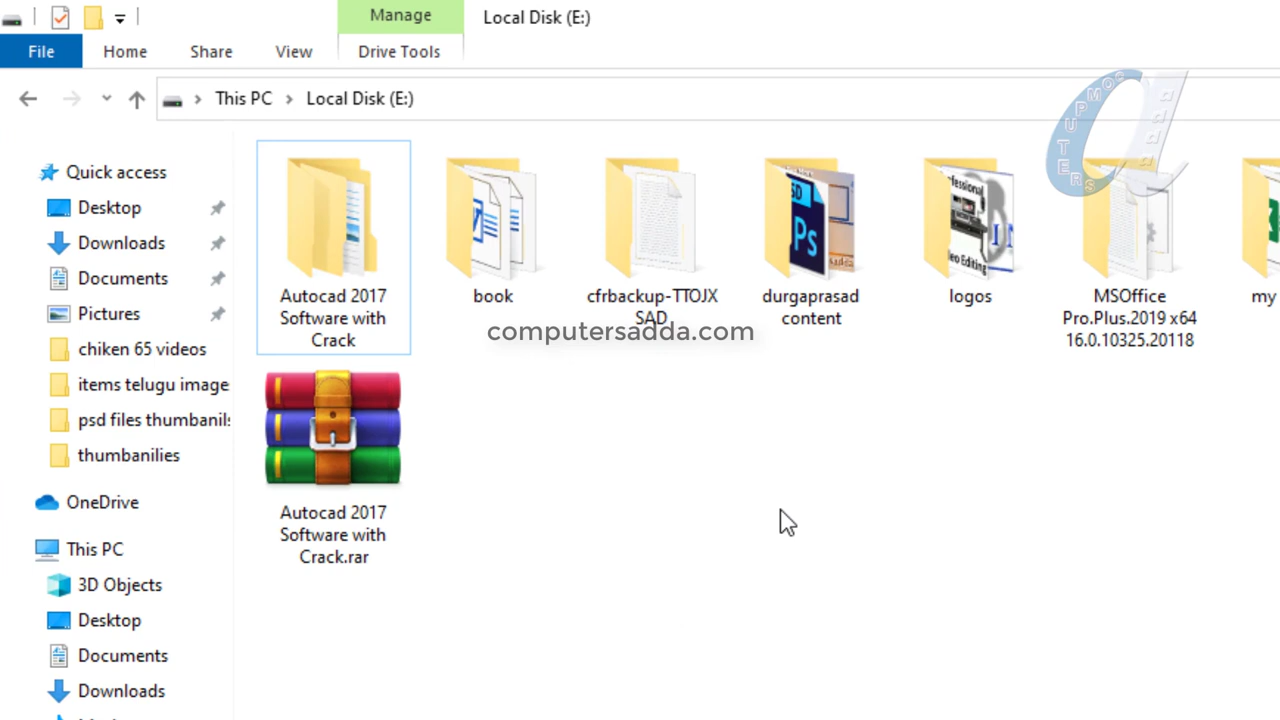 Manage
Local Disk (E:)
File
Home
Share
View
Drive Tools
This PC
Local Disk (E:)
COMPUTERS
adda
Quick access
Desktop
Downloads
Documents
Pictures
chiken 65 videos
items telugu image
psd files thumbanil
thumbanilies
OneDrive
This PC
3D Objects
Desktop
Documents
Downloads
Autocad 2017
Software with
Crack
book
cfrbackup-TTOJX
SAD
durgaprasad
content
logos
MSOffice
Pro.Plus.2019 x64
16.0.10325.20118
my
computersadda.com
Autocad 2017
Software with
Crack.rar